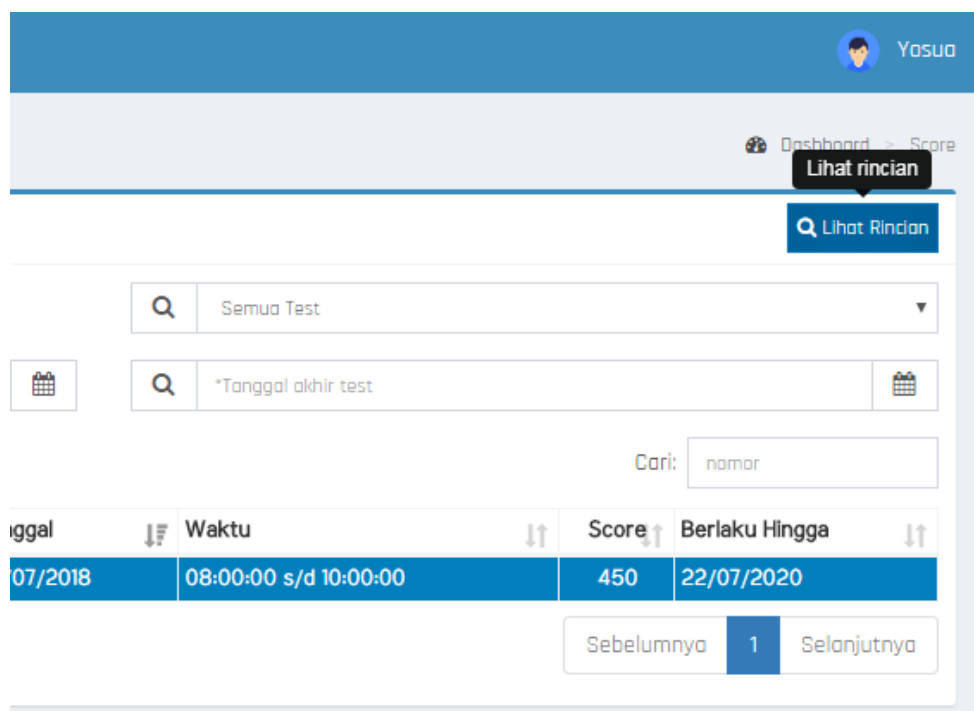 Yosua
Dashboard > Score
Lihat rincian
Lihat Rincian
Semua Test
*Tanggal akhir test
Cari: nomor
nggal Waktu Score Berlaku Hingga
/07/2018 08:00:00 s/d 10:00:00 450 22/07/2020
Sebelumnya 1 Selanjutnya